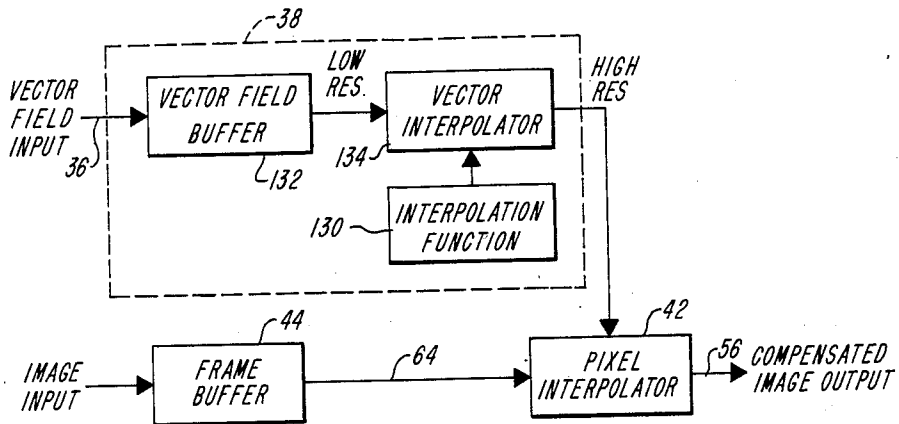 38
VECTOR
FIELD
INPUT
36
VECTOR FIELD
BUFFER
132
LOW
RES.
VECTOR
INTERPOLATOR
134
HIGH
RES
130
INTERPOLATION
FUNCTION
IMAGE
INPUT
44
FRAME
BUFFER
64
42
PIXEL
INTERPOLATOR
56
COMPENSATED
IMAGE OUTPUT